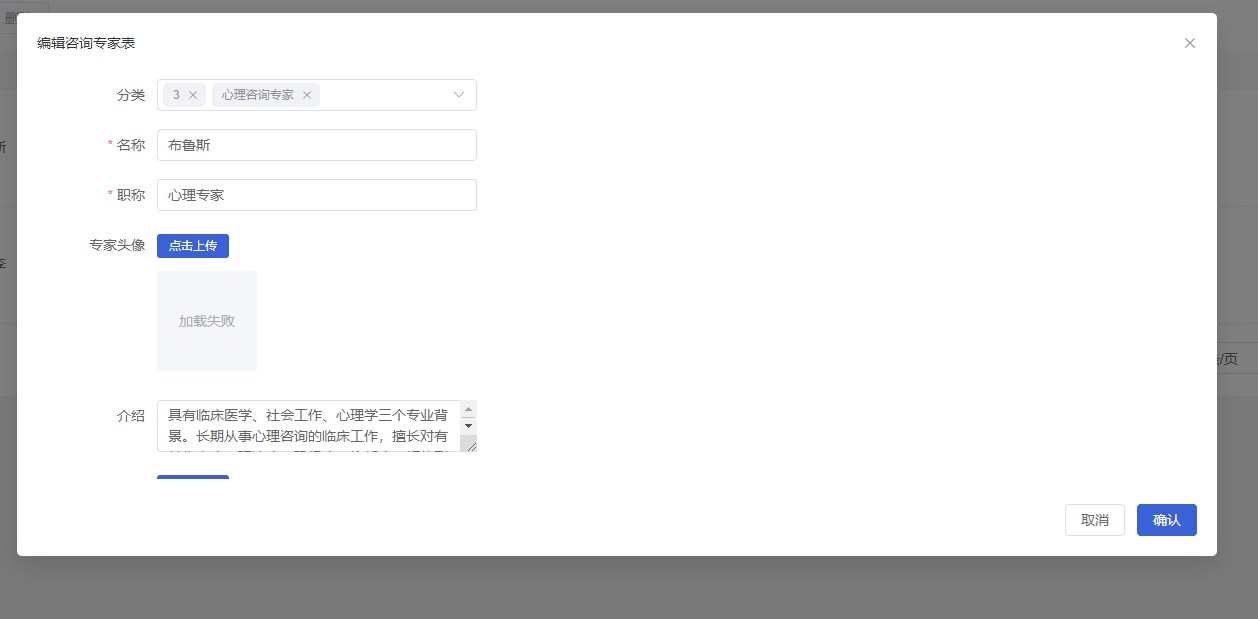 编辑咨询专家表
分类 3 心理咨询专家
* 名称 布鲁斯
* 职称 心理专家
专家头像 点击上传
加载失败
介绍 具有临床医学、社会工作、心理学三个专业背
景。长期从事心理咨询的临床工作，擅长对有
/页
取消 确认